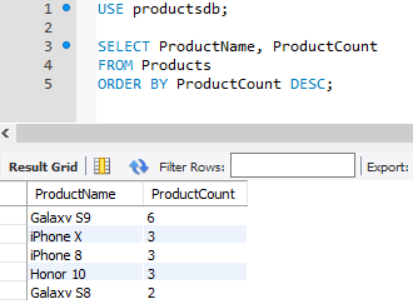 1 USE productsdb;
2
3 SELECT ProductName, ProductCount
4 FROM Products
5 ORDER BY ProductCount DESC;
Result Grid Filter Rows: Export:
ProductName ProductCount
Galaxy S9 6
iPhone X 3
iPhone 8 3
Honor 10 3
Galaxy S8 2